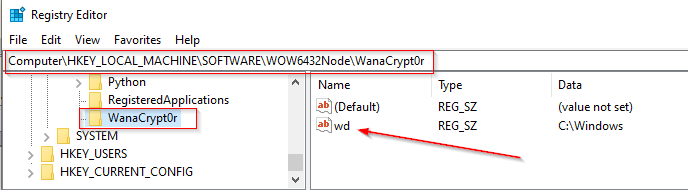 Registry Editor
File Edit View Favorites Help
Computer\HKEY_LOCAL_MACHINE\SOFTWARE\WOW6432Node\WanaCrypt0r
Python
RegisteredApplications
WanaCrypt0r
SYSTEM
HKEY_USERS
HKEY_CURRENT_CONFIG
Name Type Data
(Default) REG_SZ (value not set)
wd REG_SZ C:\Windows